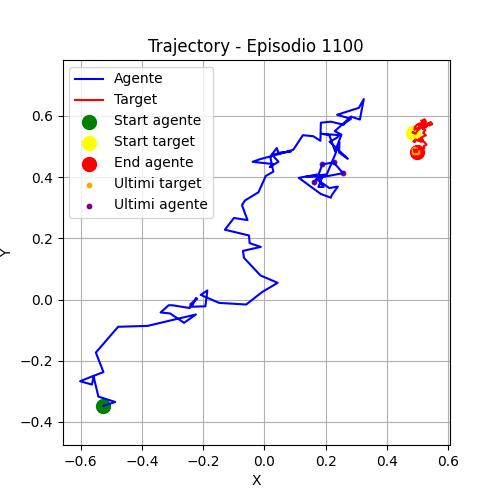 Trajectory - Episodio 1100
Agente
Target
Start agente
Start target
End agente
Ultimi target
Ultimi agente
Y
0.6
0.4
0.2
0.0
−0.2
−0.4
−0.6 −0.4 −0.2 0.0 0.2 0.4 0.6
X